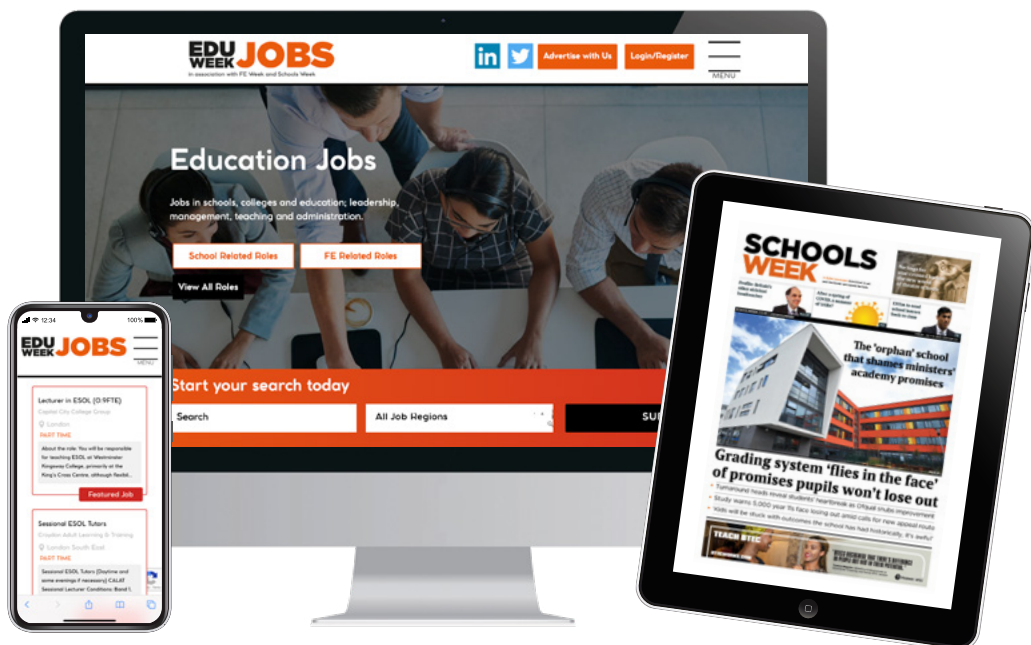 EDU
WEEK JOBS
in association with FE Week and Schools Week
in
Advertise with Us
Login/Register
MENU
Education Jobs
Jobs in schools, colleges and education; leadership,
management, teaching and administration.
School Related Roles
FE Related Roles
View All Roles
Start your search today
Search
All Job Regions
SU
12:34
100%
EDU
WEEK JOBS
MENU
Lecturer in ESOL (0.9FTE)
Capital City College Group
London
PART TIME
About the role: You will be responsible
for teaching ESOL at Westminster
Kingsway College, primarily at the
King's Cross Centre, although flexibil...
Featured Job
Sessional ESOL Tutors
Croydon Adult Learning & Training
London South East
PART TIME
Sessional ESOL Tutors (Daytime and
some evenings if necessary) CALAT
Sessional Lecturer Conditions: Band 1,
SCHOOLS
WEEK
The 'orphan' school
that shames ministers'
academy promises
Grading system 'flies in the face'
of promises pupils won't lose out
• Turnaround heads reveal students' heartbreak as Ofqual snubs improvement
• Study warns 5,000 year 11s face losing out amid calls for new appeal route
• 'Kids will be stuck with outcomes the school has had historically, it's awful'
TEACH BTEC